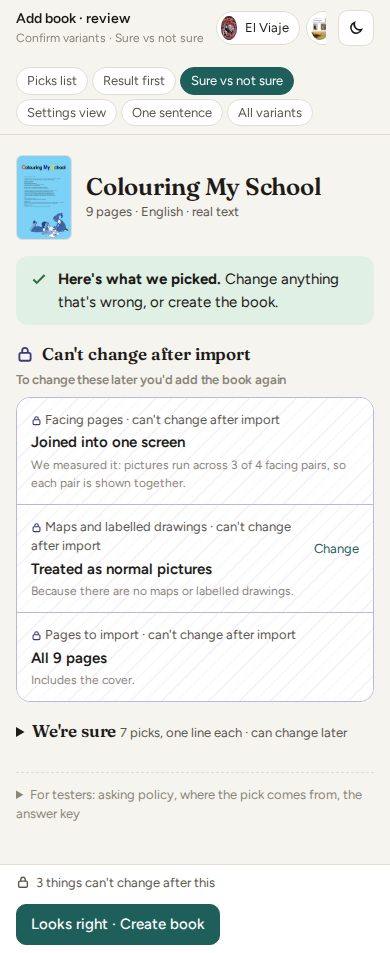 Add book · review
Confirm variants · Sure vs not sure
El Viaje
Picks list
Result first
Sure vs not sure
Settings view
One sentence
All variants
Colouring My School
Colouring My School
9 pages · English · real text
Here's what we picked. Change anything
that's wrong, or create the book.
Can't change after import
To change these later you'd add the book again
Facing pages · can't change after import
Joined into one screen
We measured it: pictures run across 3 of 4 facing pairs, so
each pair is shown together.
Maps and labelled drawings · can't change
after import
Change
Treated as normal pictures
Because there are no maps or labelled drawings.
Pages to import · can't change after import
All 9 pages
Includes the cover.
We're sure 7 picks, one line each · can change later
For testers: asking policy, where the pick comes from, the
answer key
3 things can't change after this
Looks right · Create book